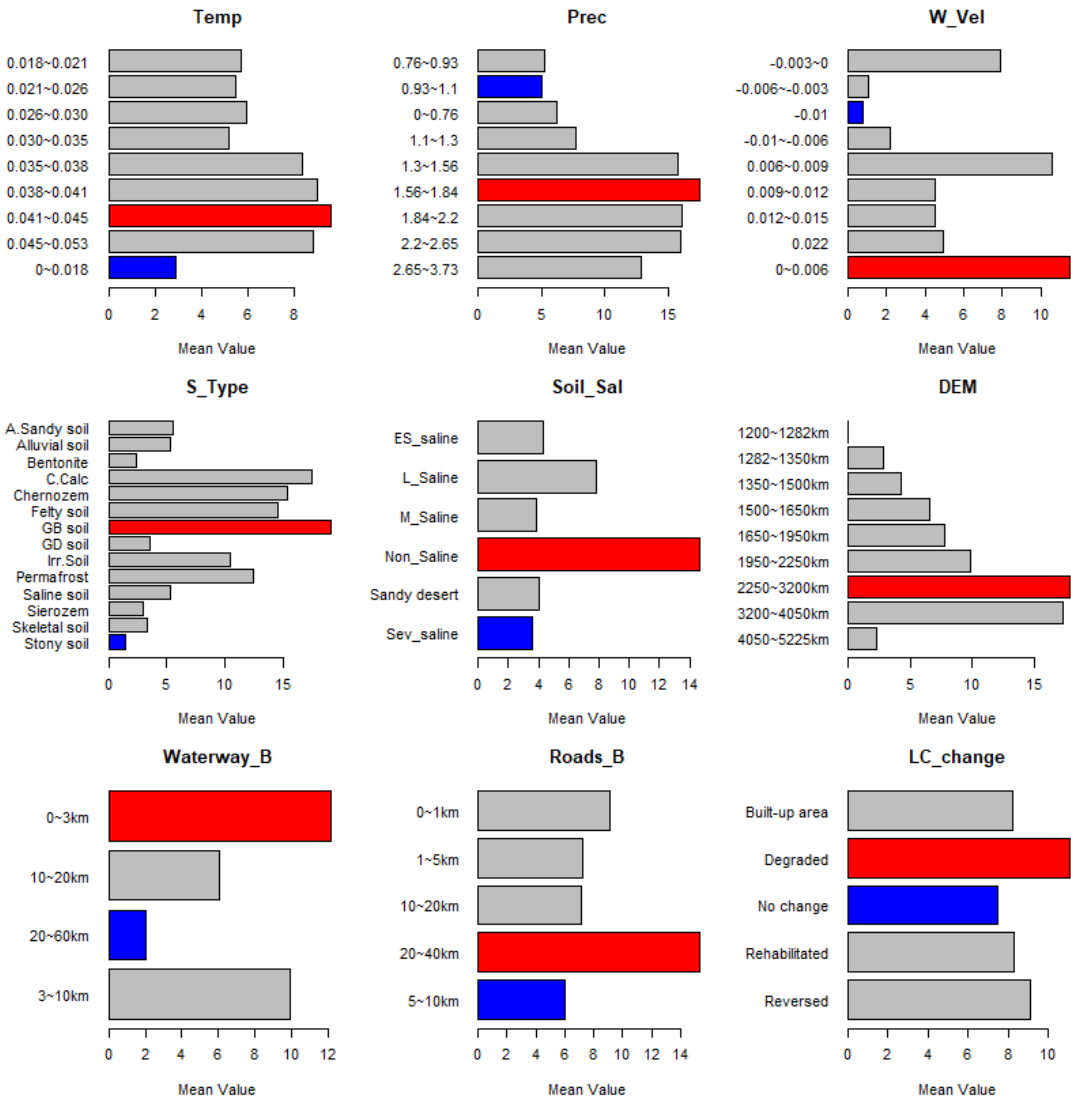 Temp
0.018~0.021
0.021~0.026
0.026~0.030
0.030~0.035
0.035~0.038
0.038~0.041
0.041~0.045
0.045~0.053
0~0.018
0 2 4 6 8
Mean Value
Prec
0.76~0.93
0.93~1.1
0~0.76
1.1~1.3
1.3~1.56
1.56~1.84
1.84~2.2
2.2~2.65
2.65~3.73
0 5 10 15
Mean Value
W_Vel
-0.003~0
-0.006~-0.003
-0.01
-0.01~-0.006
0.006~0.009
0.009~0.012
0.012~0.015
0.022
0~0.006
0 2 4 6 8 10
Mean Value
S_Type
A.Sandy soil
Alluvial soil
Bentonite
C.Calc
Chernozem
Felty soil
GB soil
GD soil
Irr.Soil
Permafrost
Saline soil
Sierozem
Skeletal soil
Stony soil
0 5 10 15
Mean Value
Soil_Sal
ES_saline
L_Saline
M_Saline
Non_Saline
Sandy desert
Sev_saline
0 2 4 6 8 10 12 14
Mean Value
DEM
1200~1282km
1282~1350km
1350~1500km
1500~1650km
1650~1950km
1950~2250km
2250~3200km
3200~4050km
4050~5225km
0 5 10 15
Mean Value
Waterway_B
0~3km
10~20km
20~60km
3~10km
0 2 4 6 8 10 12
Mean Value
Roads_B
0~1km
1~5km
10~20km
20~40km
5~10km
0 2 4 6 8 10 14
Mean Value
LC_change
Built-up area
Degraded
No change
Rehabilitated
Reversed
0 2 4 6 8 10
Mean Value